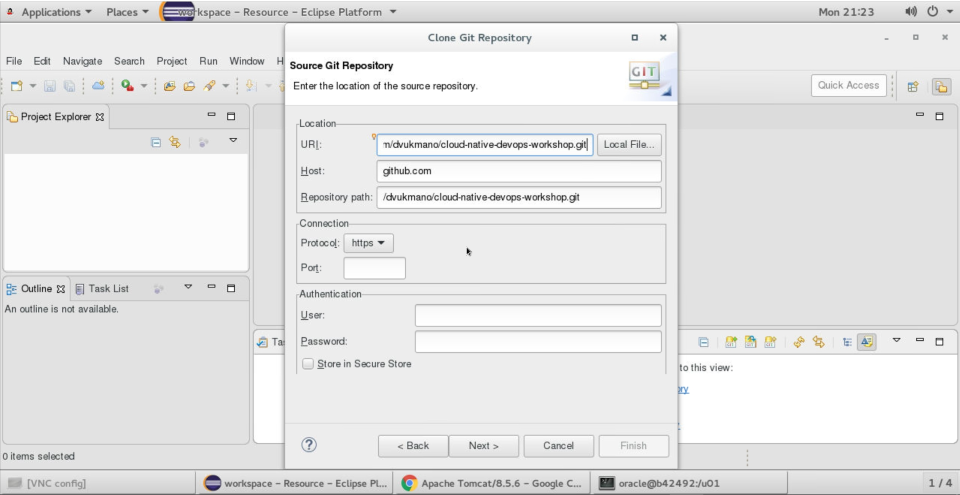 Applications Places workspace – Resource – Eclipse Platform Mon 21:23
Clone Git Repository
File Edit Navigate Search Project Run Window H
Source Git Repository
Enter the location of the source repository.
GIT
Quick Access
Project Explorer
Location
URI: m/dvukmano/cloud-native-devops-workshop.git Local File...
Host: github.com
Repository path: /dvukmano/cloud-native-devops-workshop.git
Connection
Protocol: https
Port:
Outline Task List
An outline is not available.
Authentication
User:
Password:
Store in Secure Store
Tas
to this view:
ory
? < Back Next > Cancel Finish
0 items selected
[VNC config] workspace – Resource – Eclipse Pl... Apache Tomcat/8.5.6 – Google C... oracle@b42492:/u01 1 / 4